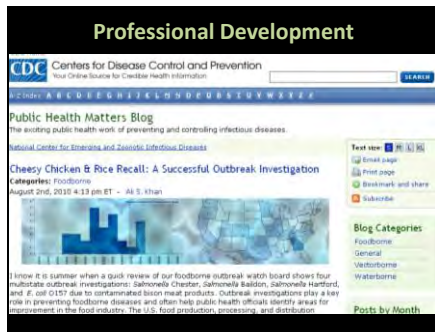 Professional Development
CDC Centers for Disease Control and Prevention
Your Online Source for Credible Health Information
SEARCH
A-Z Index A B C D E F G H I J K L M N O P Q R S T U V W X Y Z #
Public Health Matters Blog
The exciting public health work of preventing and controlling infectious diseases.
National Center for Emerging and Zoonotic Infectious Diseases
Cheesy Chicken & Rice Recall: A Successful Outbreak Investigation
Categories: Foodborne
August 2nd, 2010 4:13 pm ET - Ali S. Khan
I know it is summer when a quick review of our foodborne outbreak watch board shows four
multistate outbreak investigations: Salmonella Chester, Salmonella Baildon, Salmonella Hartford,
and E. coli O157 due to contaminated bison meat products. Outbreak investigations play a key
role in preventing foodborne diseases and often help public health officials identify areas for
improvement in the food industry. The U.S. food production, processing, and distribution
Text size: S M L XL
Email page
Print page
Bookmark and share
Subscribe
Blog Categories
Foodborne
General
Vectorborne
Waterborne
Posts by Month